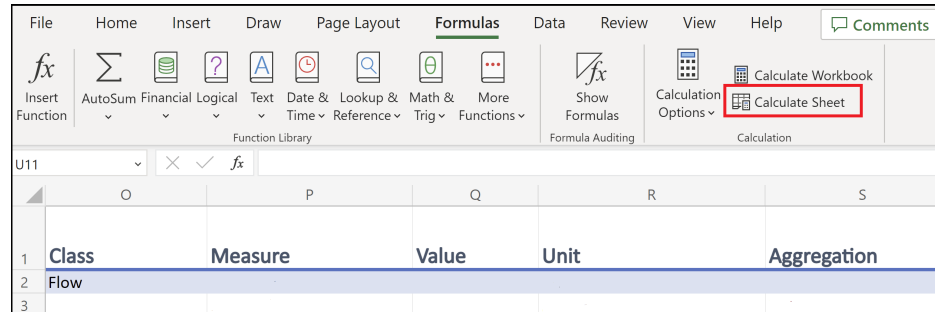 File Home Insert Draw Page Layout Formulas Data Review View Help Comments
fx
Insert Function
AutoSum
Financial
Logical
Text
Date & Time
Lookup & Reference
Math & Trig
More Functions
Function Library
fx
Show Formulas
Formula Auditing
Calculation Options
Calculate Workbook
Calculate Sheet
Calculation
U11 fx
O P Q R S
1 Class Measure Value Unit Aggregation
2 Flow
3